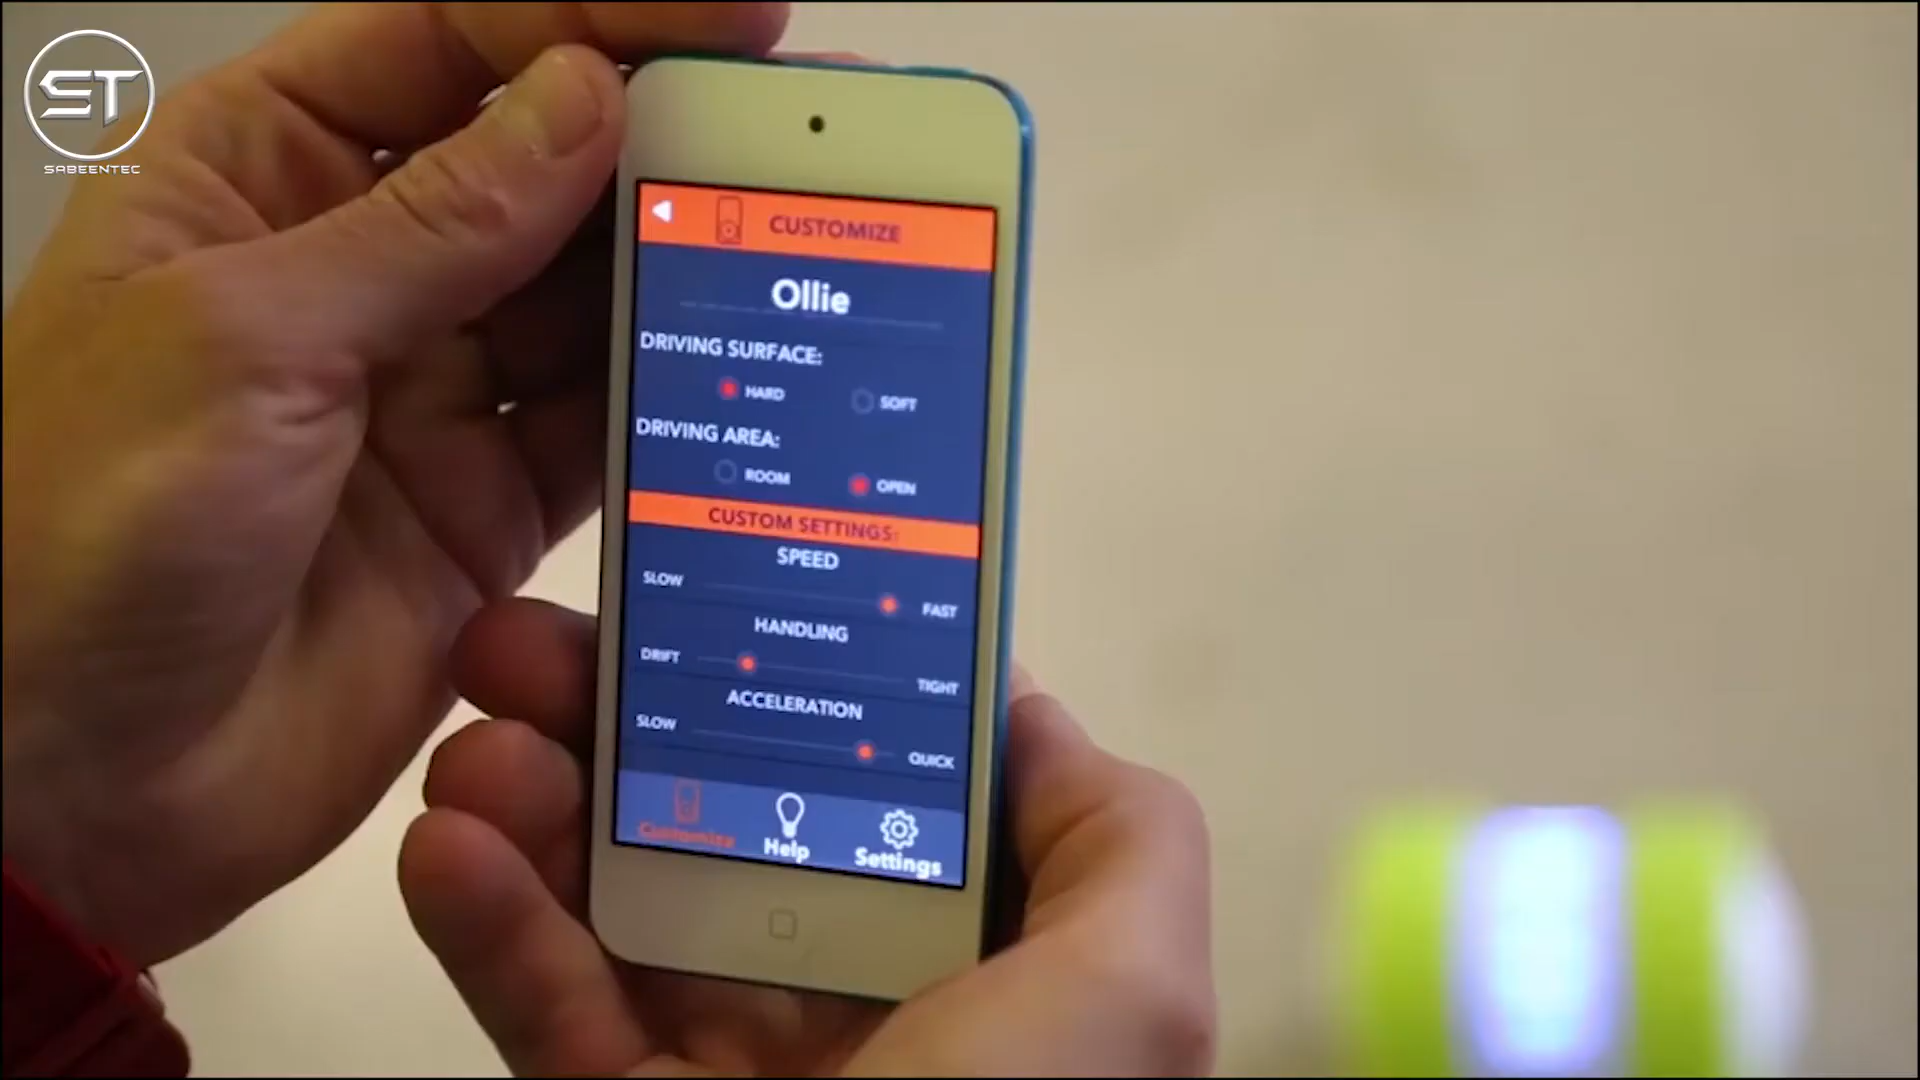 ST
SABEENTEC
CUSTOMIZE
Ollie
DRIVING SURFACE:
HARD SOFT
DRIVING AREA:
ROOM OPEN
CUSTOM SETTINGS:
SPEED
SLOW FAST
HANDLING
DRIFT TIGHT
ACCELERATION
SLOW QUICK
Customize Help Settings